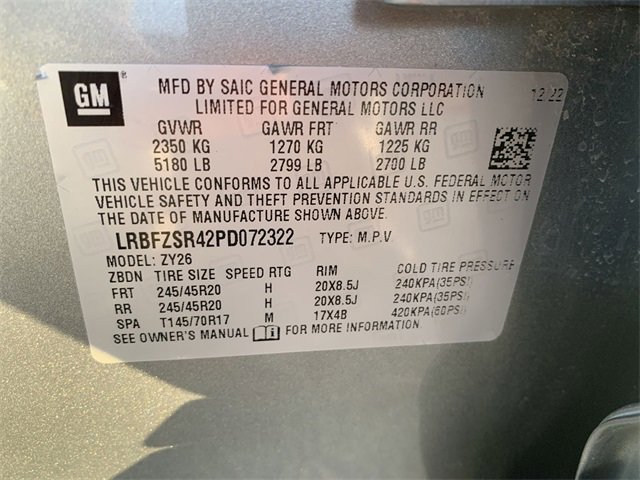 GM
MFD BY SAIC GENERAL MOTORS CORPORATION 12/22
LIMITED FOR GENERAL MOTORS LLC
GVWR GAWR FRT GAWR RR
2350 KG 1270 KG 1225 KG
5180 LB 2799 LB 2700 LB
THIS VEHICLE CONFORMS TO ALL APPLICABLE U.S. FEDERAL MOTOR
VEHICLE SAFETY AND THEFT PREVENTION STANDARDS IN EFFECT ON
THE DATE OF MANUFACTURE SHOWN ABOVE.
LRBFZSR42PD072322 TYPE: M.P.V
MODEL: ZY26
ZBDN TIRE SIZE SPEED RTG RIM COLD TIRE PRESSURE
FRT 245/45R20 H 20X8.5J 240KPA(35PSI)
RR 245/45R20 H 20X8.5J 240KPA(35PSI)
SPA T145/70R17 M 17X4B 420KPA(60PSI)
SEE OWNER'S MANUAL FOR MORE INFORMATION.